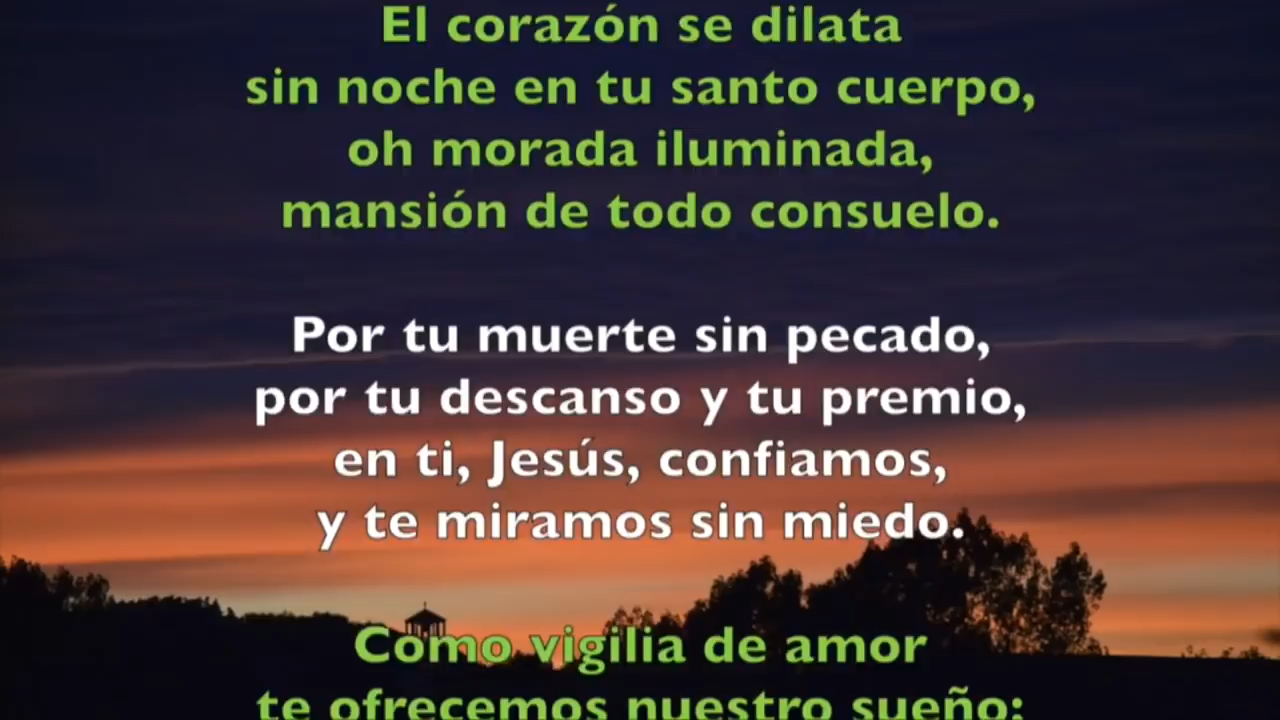 El corazón se dilata
sin noche en tu santo cuerpo,
oh morada iluminada,
mansión de todo consuelo.
Por tu muerte sin pecado,
por tu descanso y tu premio,
en ti, Jesús, confiamos,
y te miramos sin miedo.
Como vigilia de amor
te ofrecemos nuestro sueño;